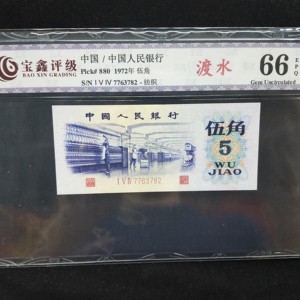 宝鑫评级
BAO XIN GRADING
中国 / 中国人民银行
Pick# 880 1972年 伍角
S/N I V IV 7763782 - 纺织
渡水
66
EPQ
Gem Uncirculated
中国人民银行
伍角
5
WU
JIAO
I V IV 7763782